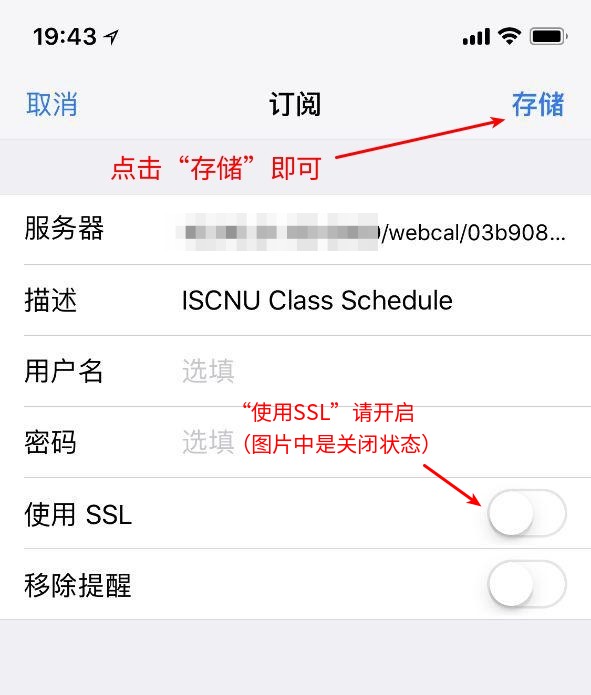 19:43
取消
订阅
存储
点击“存储”即可
服务器
/webcal/03b908...
描述
ISCNU Class Schedule
用户名
选填
“使用SSL”请开启
密码
选填
（图片中是关闭状态）
使用 SSL
移除提醒